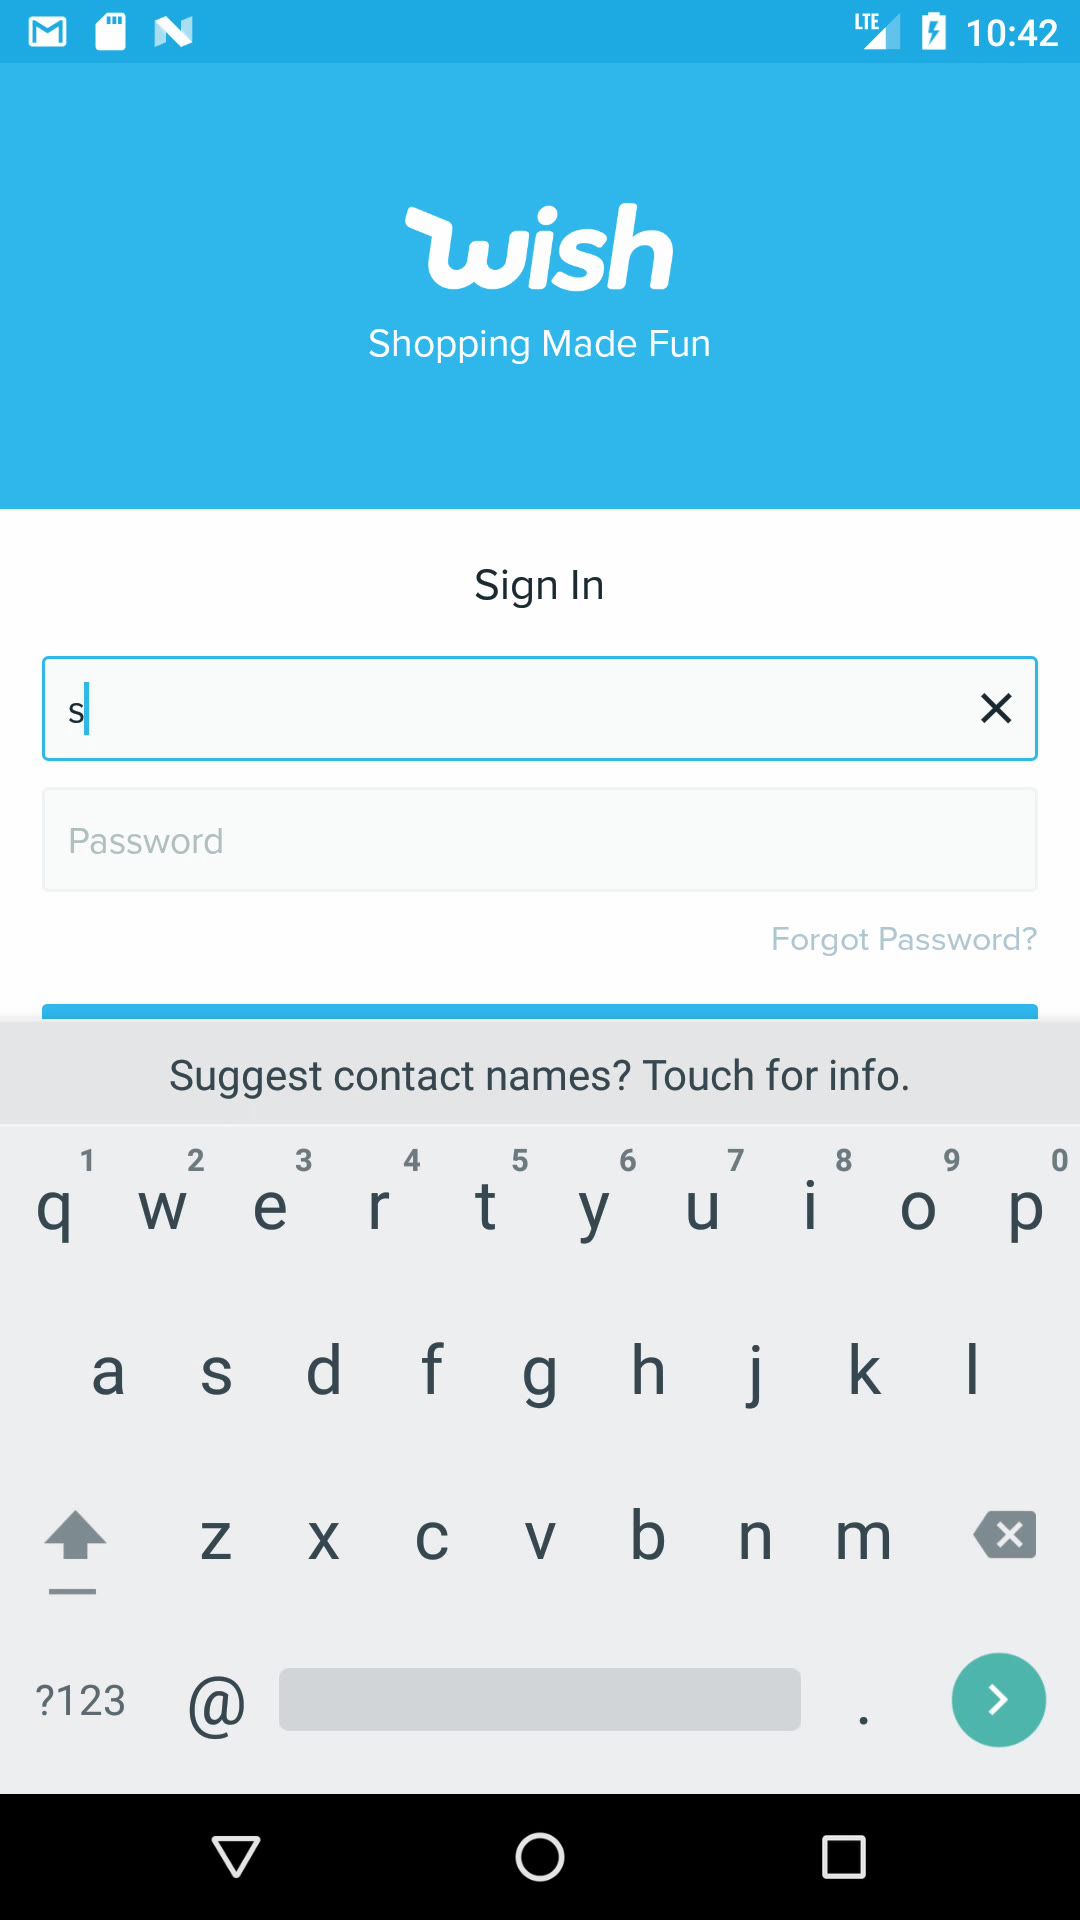 LTE 10:42
wish
Shopping Made Fun
Sign In
s
Password
Forgot Password?
Suggest contact names? Touch for info.
1 2 3 4 5 6 7 8 9 0
q w e r t y u i o p
a s d f g h j k l
z x c v b n m
?123 @ .